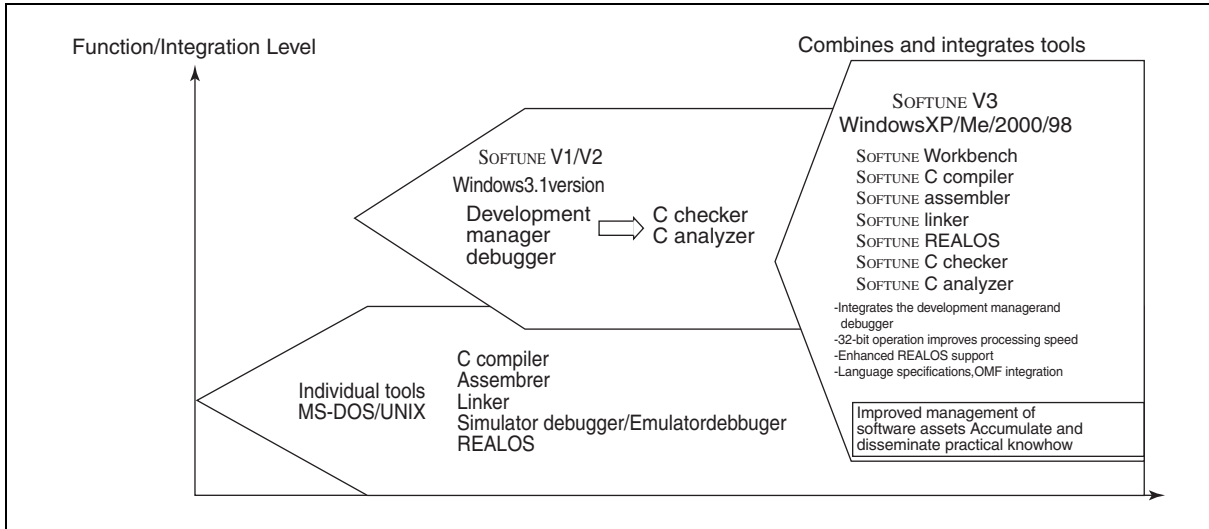 Function/Integration Level
Combines and integrates tools
SOFTUNE V3
WindowsXP/Me/2000/98
SOFTUNE Workbench
SOFTUNE C compiler
SOFTUNE assembler
SOFTUNE linker
SOFTUNE REALOS
SOFTUNE C checker
SOFTUNE C analyzer
-Integrates the development managerand
debugger
-32-bit operation improves processing speed
-Enhanced REALOS support
-Language specifications,OMF integration
Improved management of
software assets Accumulate and
disseminate practical knowhow
SOFTUNE V1/V2
Windows3.1version
Development
manager
debugger
C checker
C analyzer
Individual tools
MS-DOS/UNIX
C compiler
Assembrer
Linker
Simulator debugger/Emulatordebbuger
REALOS